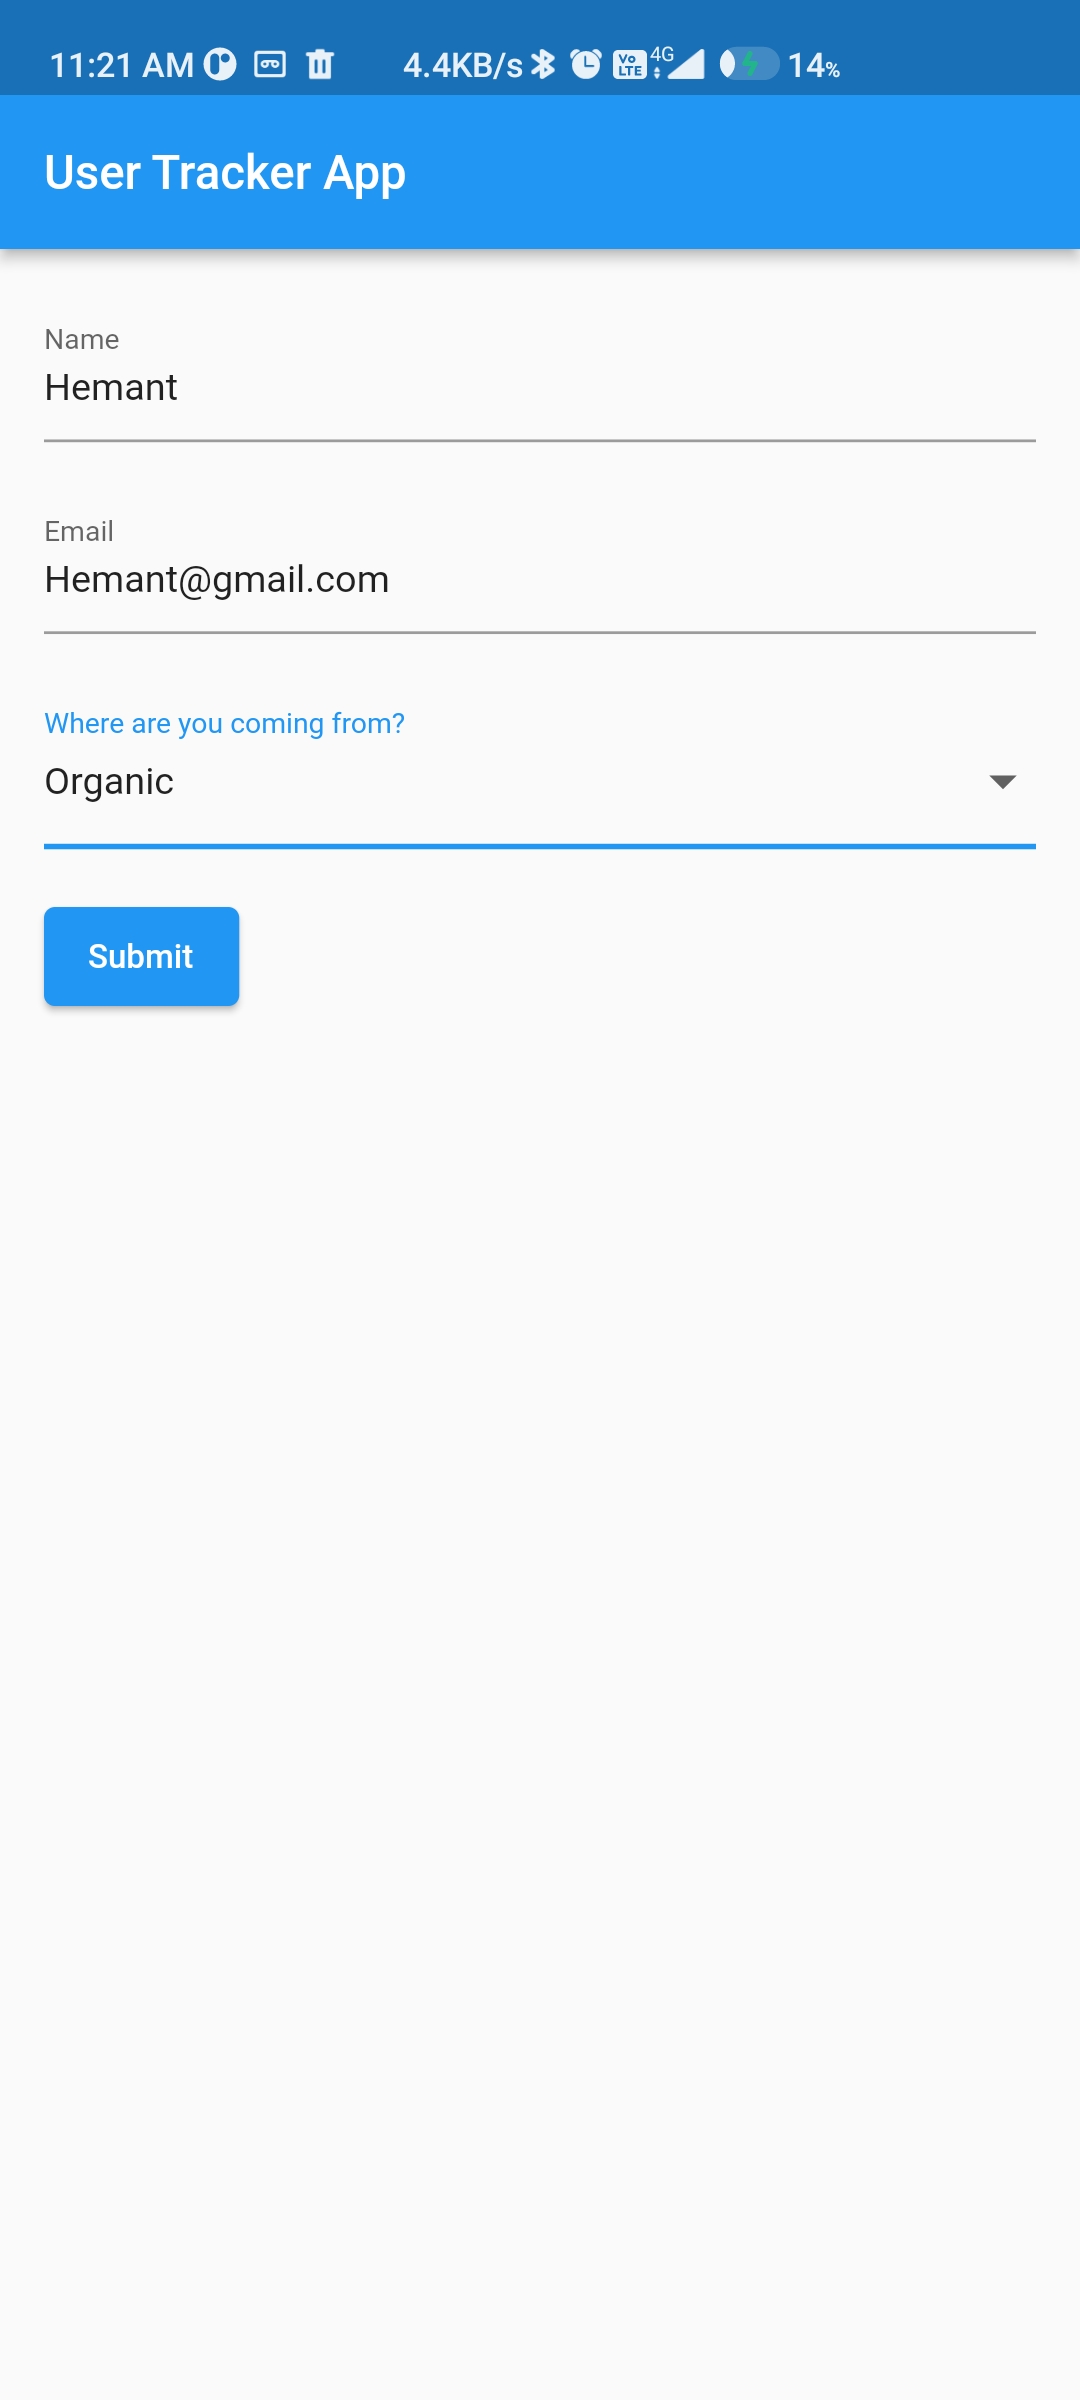 11:21 AM 4.4KB/s Vo LTE 4G 14%
User Tracker App
Name
Hemant
Email
Hemant@gmail.com
Where are you coming from?
Organic
Submit